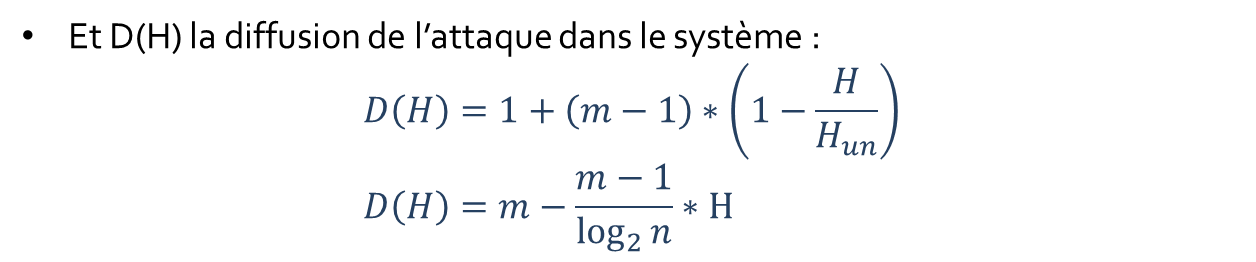 • Et D(H) la diffusion de l’attaque dans le système :
D(H) = 1 + (m − 1) ∗ (1 − H/H_un)
D(H) = m − (m − 1)/(log₂ n) ∗ H